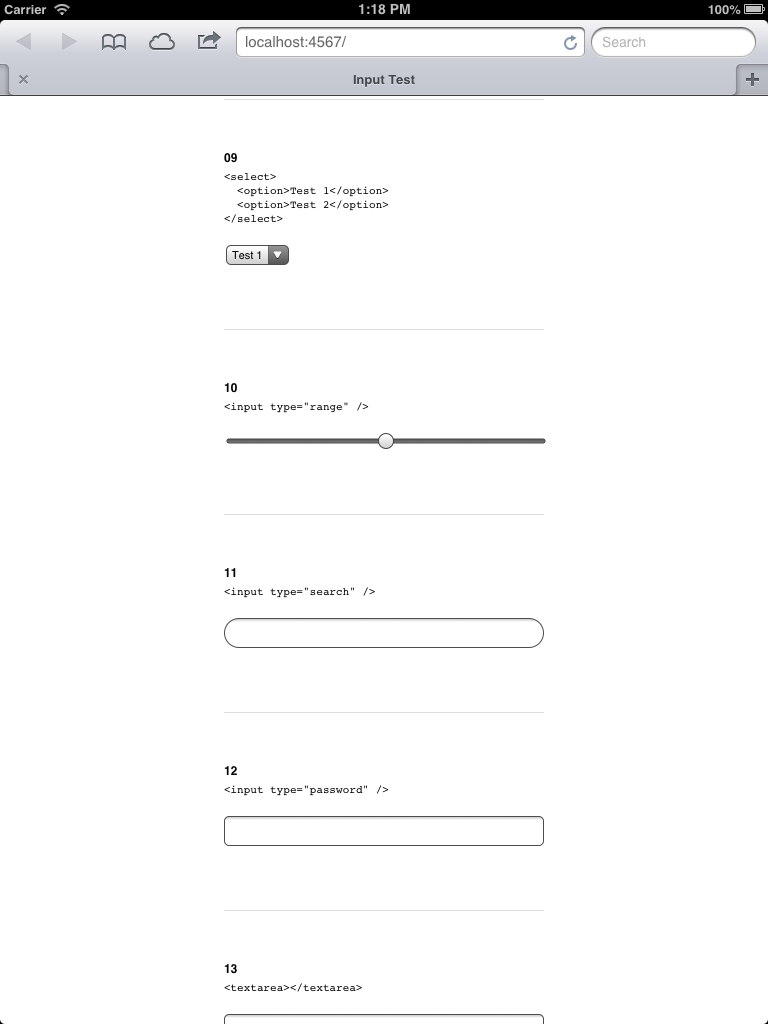 Carrier 1:18 PM 100%
localhost:4567/ Search
Input Test
09
<select>
  <option>Test 1</option>
  <option>Test 2</option>
</select>
Test 1
10
<input type="range" />
11
<input type="search" />
12
<input type="password" />
13
<textarea></textarea>